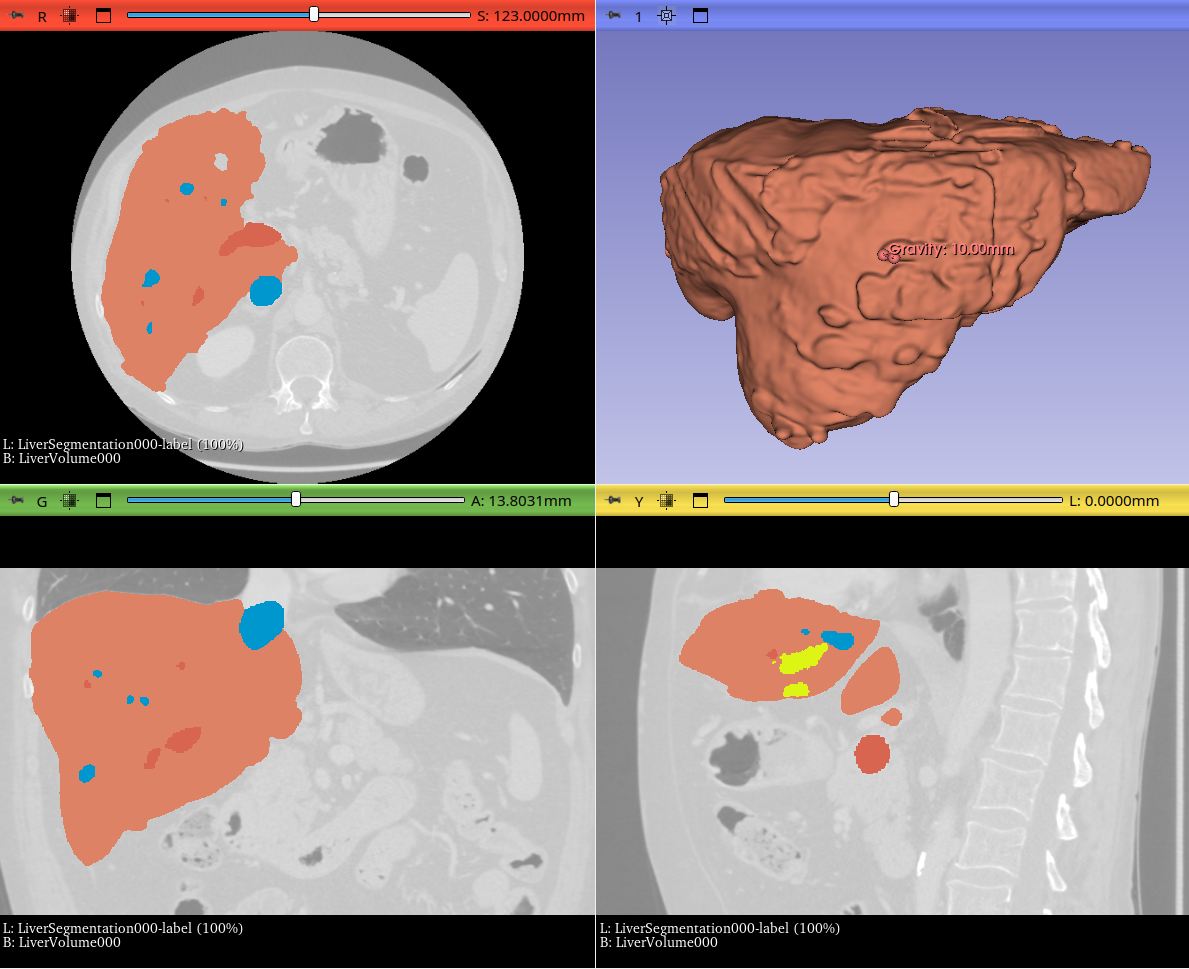 R S: 123.0000mm
1
Gravity: 10.00mm
L: LiverSegmentation000-label (100%)
B: LiverVolume000
G A: 13.8031mm
Y L: 0.0000mm
L: LiverSegmentation000-label (100%)
B: LiverVolume000
L: LiverSegmentation000-label (100%)
B: LiverVolume000